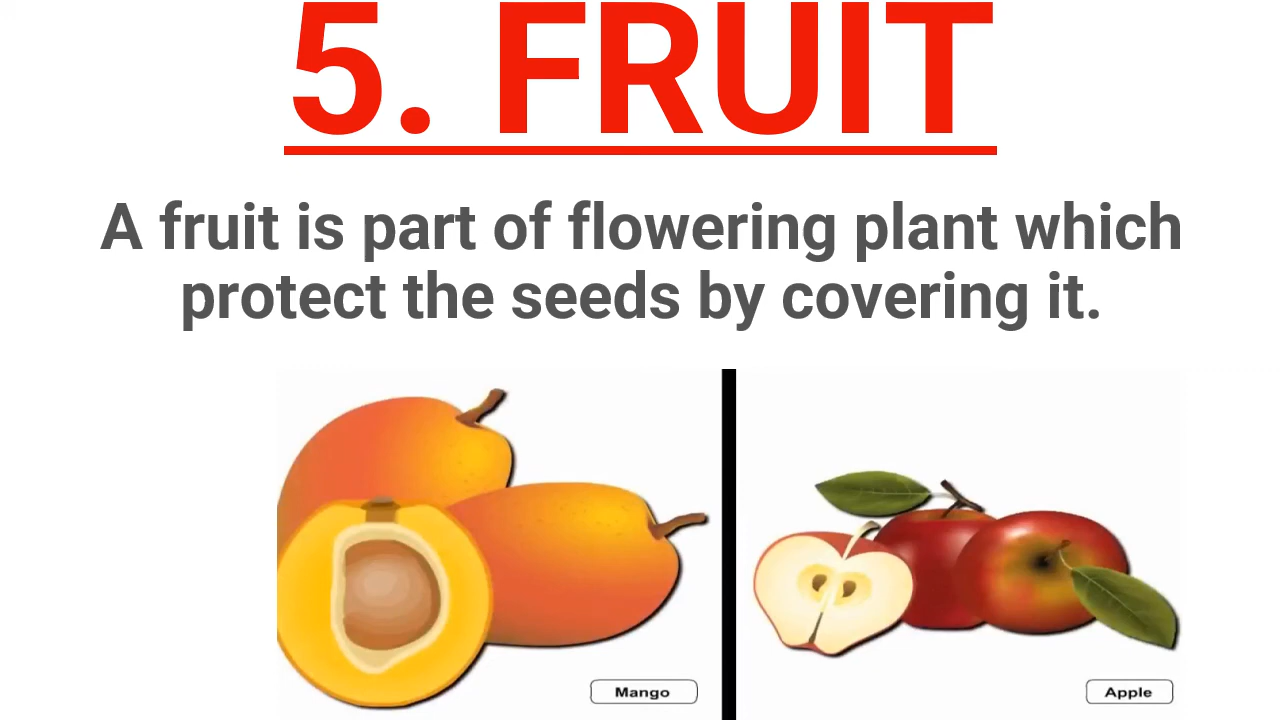 5. FRUIT
A fruit is part of flowering plant which
protect the seeds by covering it.
Mango
Apple